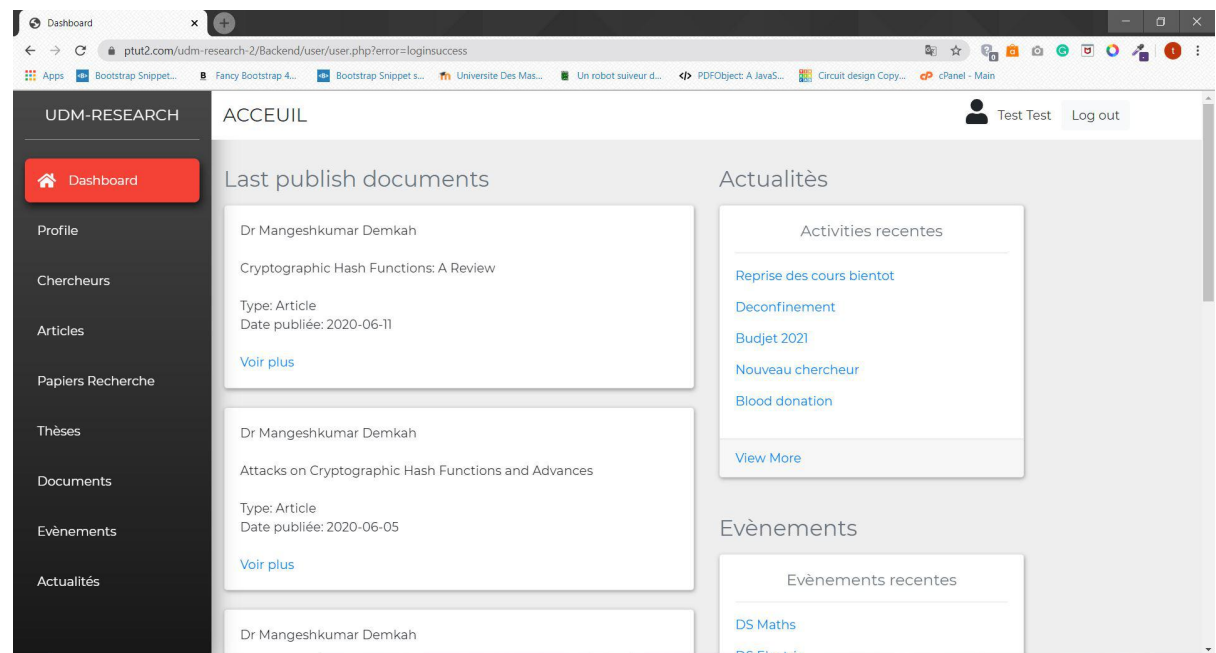 Dashboard
ptut2.com/udm-research-2/Backend/user/user.php?error=loginsuccess
Apps
Bootstrap Snippet...
Fancy Bootstrap 4...
Bootstrap Snippet s...
Universite Des Mas...
Un robot suiveur d...
PDFObject: A JavaS...
Circuit design Copy...
cPanel - Main
UDM-RESEARCH
ACCEUIL
Test Test
Log out
Dashboard
Profile
Chercheurs
Articles
Papiers Recherche
Thèses
Documents
Evènements
Actualités
Last publish documents
Dr Mangeshkumar Demkah
Cryptographic Hash Functions: A Review
Type: Article
Date publiée: 2020-06-11
Voir plus
Dr Mangeshkumar Demkah
Attacks on Cryptographic Hash Functions and Advances
Type: Article
Date publiée: 2020-06-05
Voir plus
Dr Mangeshkumar Demkah
Actualitès
Activities recentes
Reprise des cours bientot
Deconfinement
Budjet 2021
Nouveau chercheur
Blood donation
View More
Evènements
Evènements recentes
DS Maths